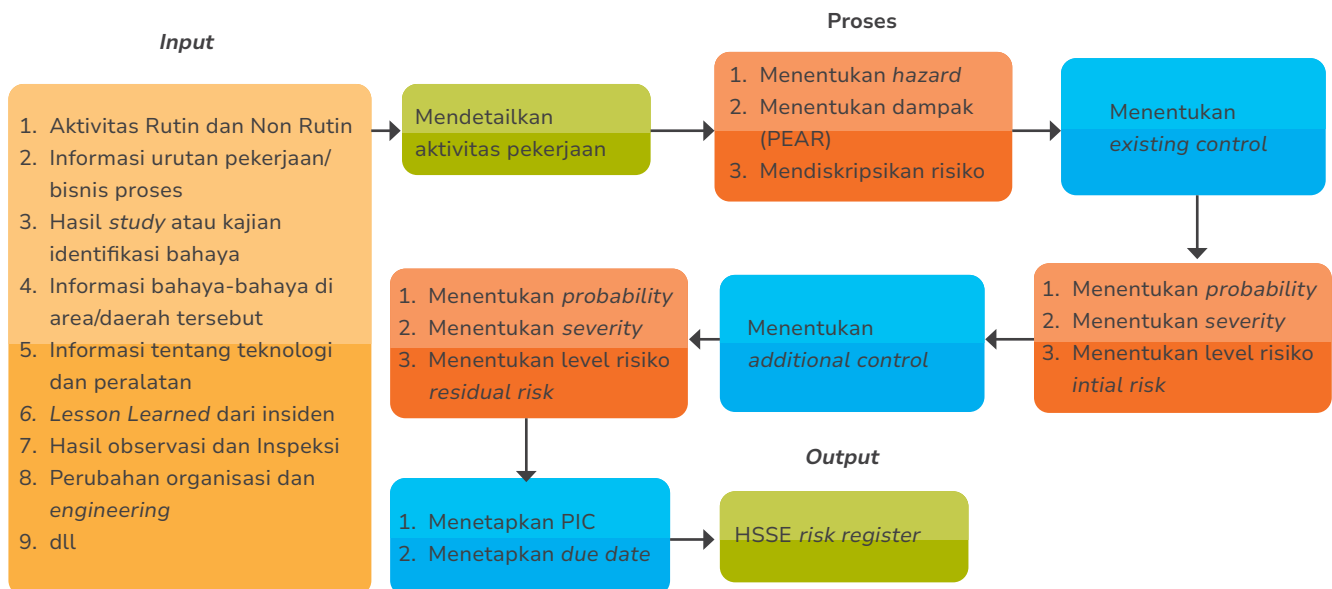 Input
1. Aktivitas Rutin dan Non Rutin
2. Informasi urutan pekerjaan/
bisnis proses
3. Hasil study atau kajian
identifikasi bahaya
4. Informasi bahaya-bahaya di
area/daerah tersebut
5. Informasi tentang teknologi
dan peralatan
6. Lesson Learned dari insiden
7. Hasil observasi dan Inspeksi
8. Perubahan organisasi dan
engineering
9. dll
Mendetailkan
aktivitas pekerjaan
Proses
1. Menentukan hazard
2. Menentukan dampak
(PEAR)
3. Mendiskripsikan risiko
Menentukan
existing control
1. Menentukan probability
2. Menentukan severity
3. Menentukan level risiko
intial risk
Menentukan
additional control
1. Menentukan probability
2. Menentukan severity
3. Menentukan level risiko
residual risk
1. Menetapkan PIC
2. Menetapkan due date
Output
HSSE risk register